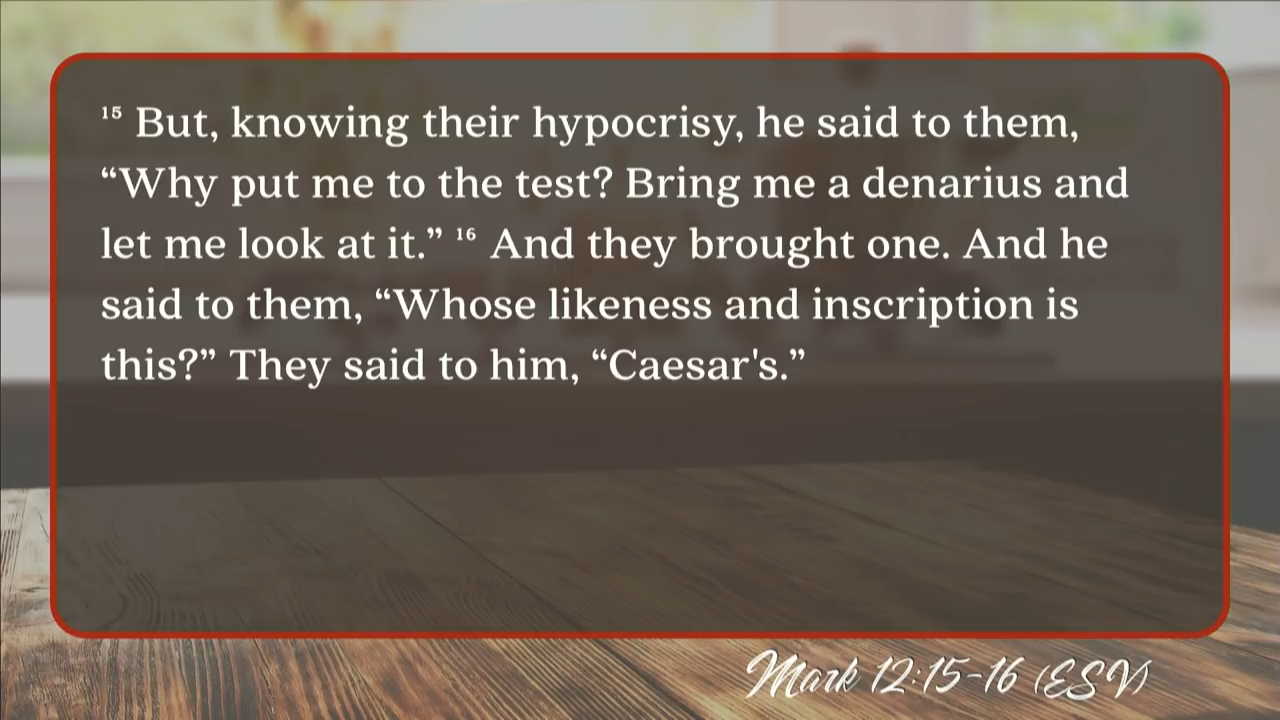 ¹⁵ But, knowing their hypocrisy, he said to them,
“Why put me to the test? Bring me a denarius and
let me look at it.” ¹⁶ And they brought one. And he
said to them, “Whose likeness and inscription is
this?” They said to him, “Caesar's.”
Mark 12:15-16 (ESV)